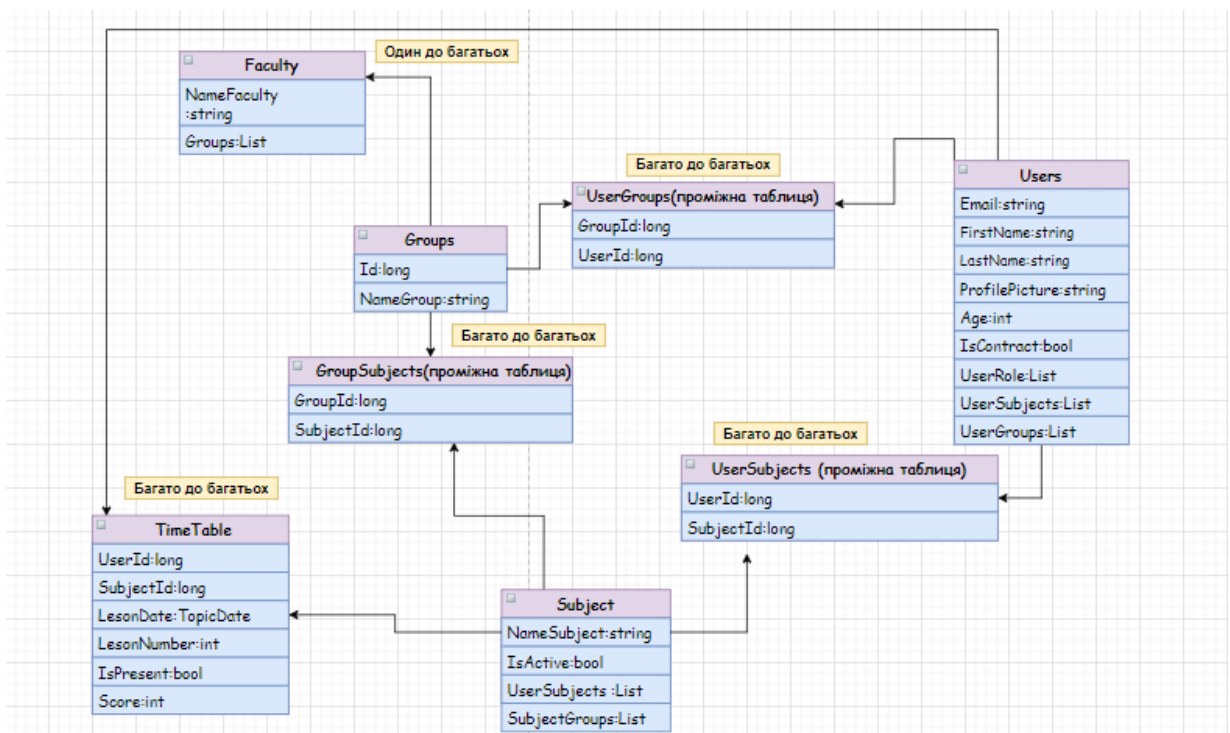 Один до багатьох
Faculty
NameFaculty
:string
Groups:List
Багато до багатьох
UserGroups(проміжна таблиця)
GroupId:long
UserId:long
Users
Email:string
FirstName:string
LastName:string
ProfilePicture:string
Age:int
IsContract:bool
UserRole:List
UserSubjects:List
UserGroups:List
Groups
Id:long
NameGroup:string
Багато до багатьох
GroupSubjects(проміжна таблиця)
GroupId:long
SubjectId:long
Багато до багатьох
UserSubjects (проміжна таблиця)
UserId:long
SubjectId:long
Багато до багатьох
TimeTable
UserId:long
SubjectId:long
LesonDate:TopicDate
LesonNumber:int
IsPresent:bool
Score:int
Subject
NameSubject:string
IsActive:bool
UserSubjects :List
SubjectGroups:List